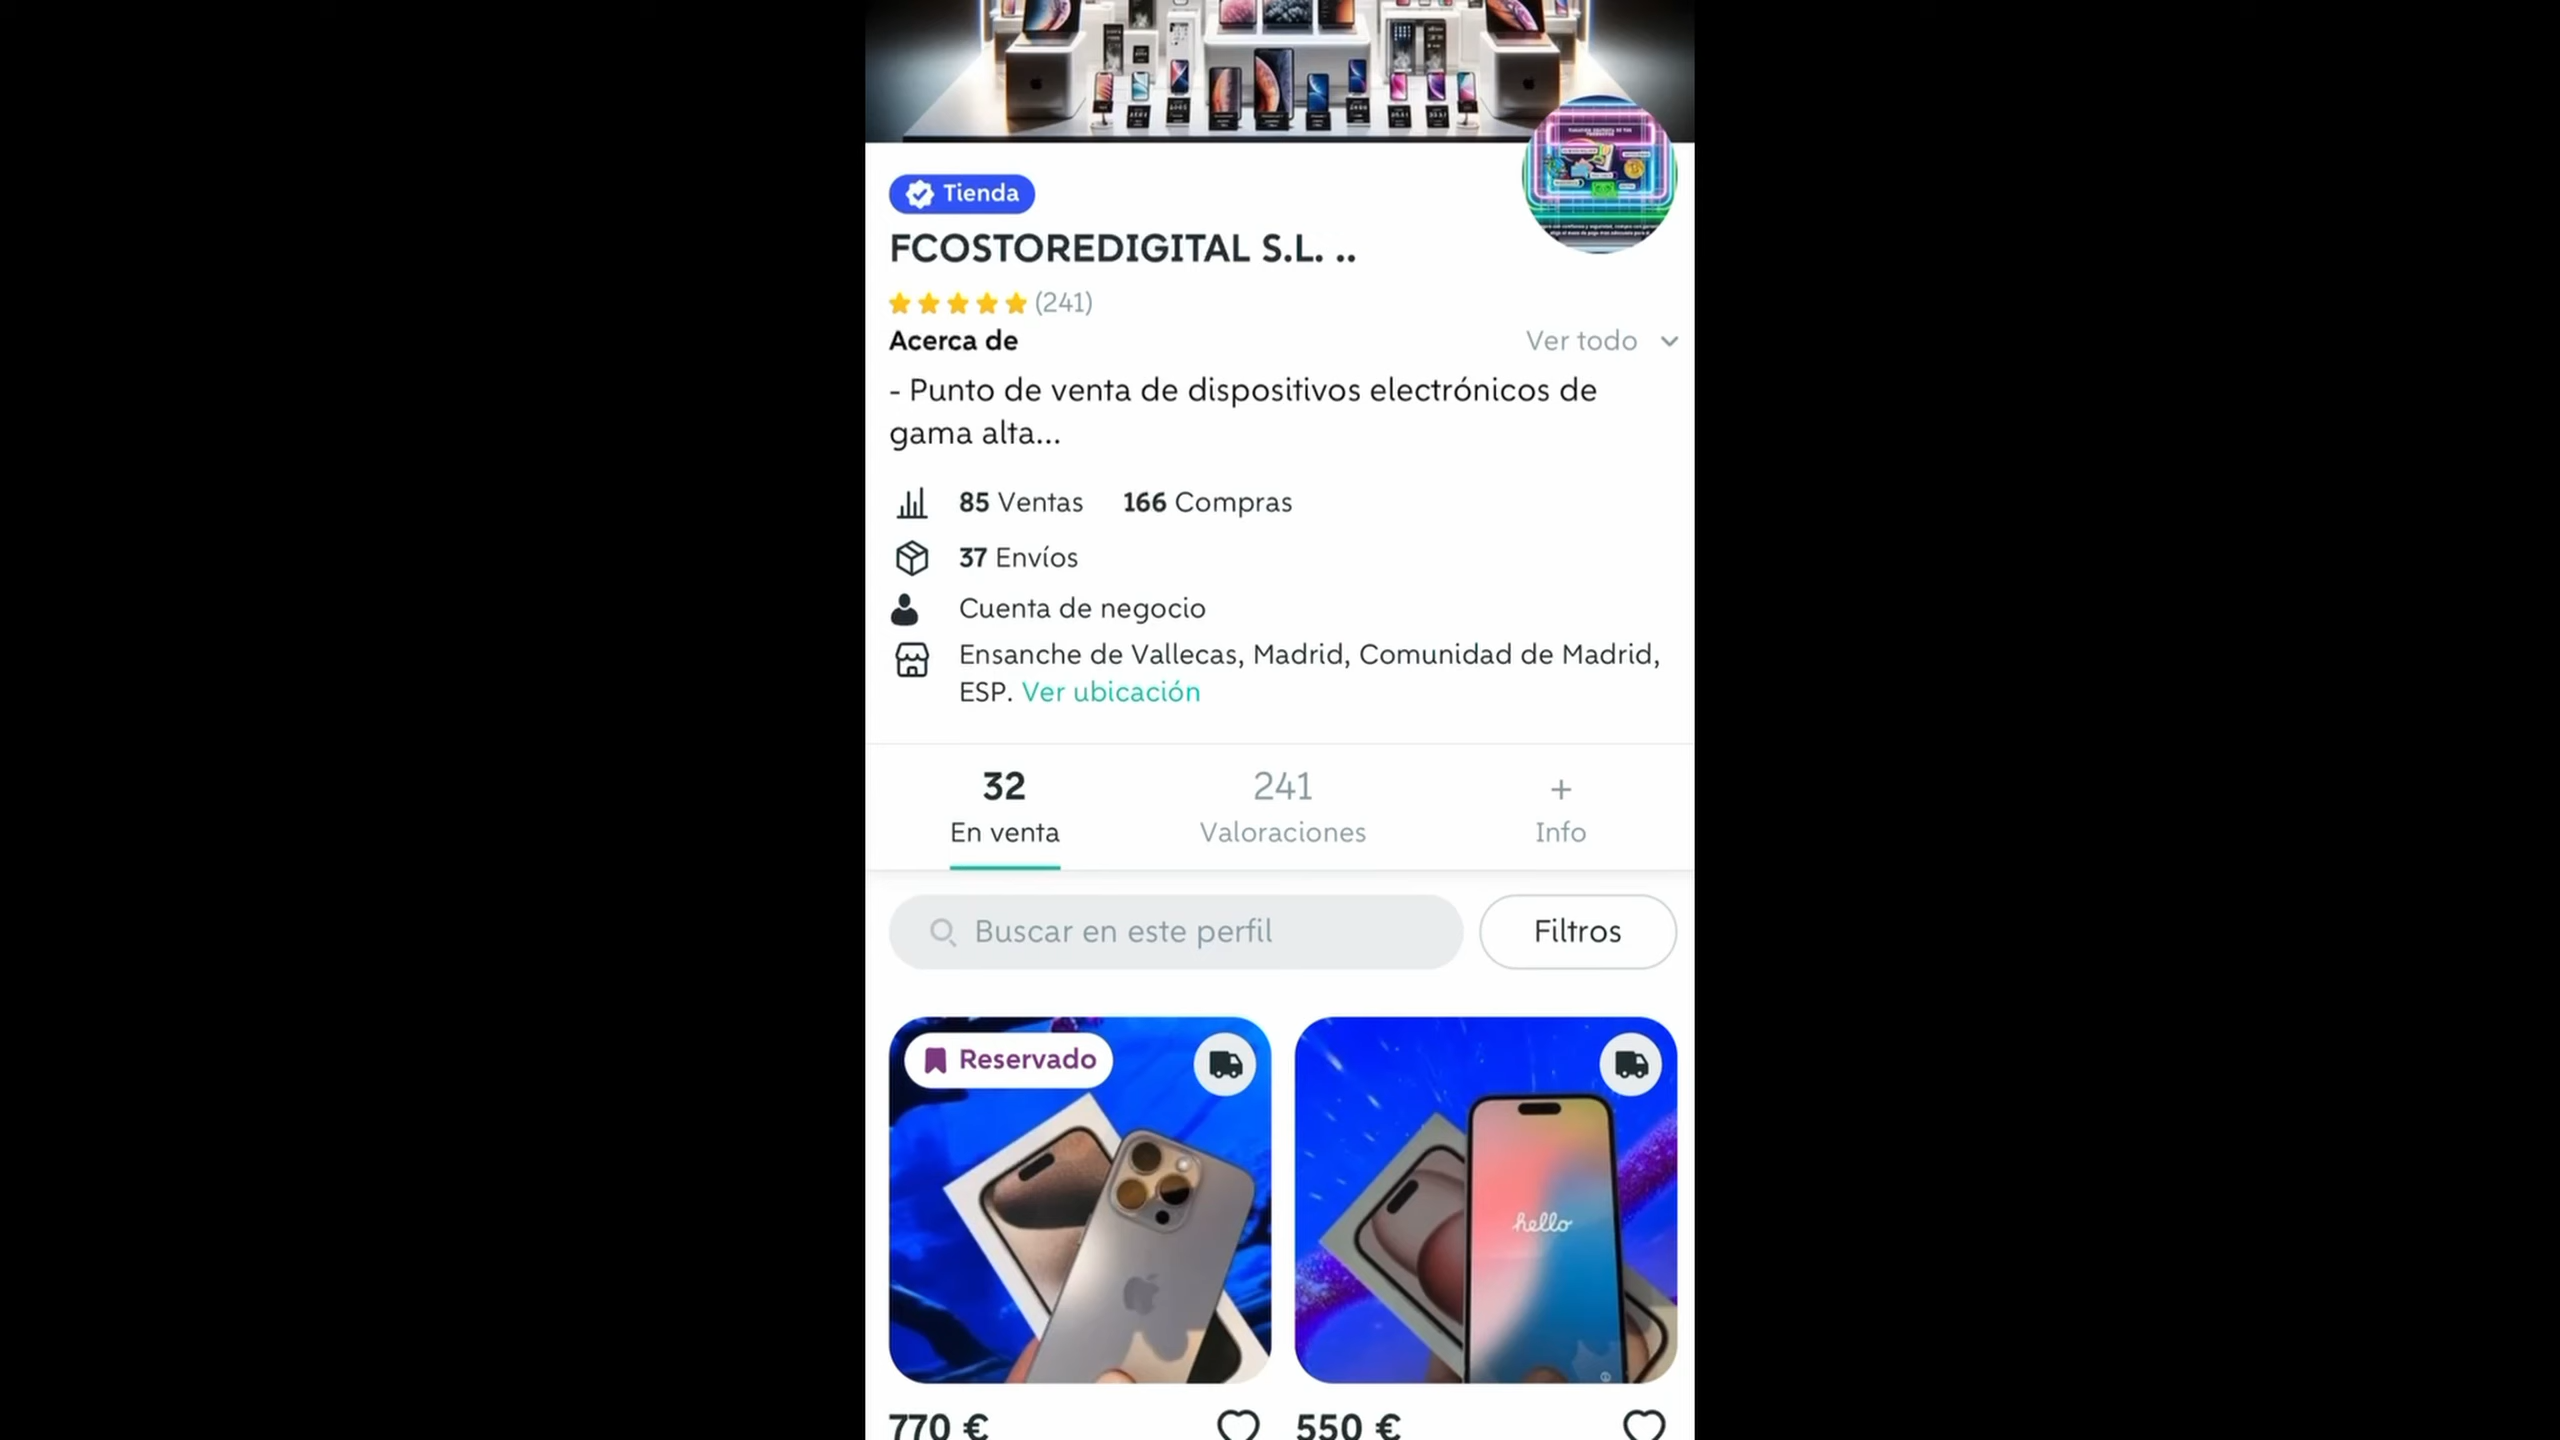 Tienda
FCOSTOREDIGITAL S.L. ..
(241)
Acerca de
Ver todo
- Punto de venta de dispositivos electrónicos de
gama alta...
85 Ventas 166 Compras
37 Envíos
Cuenta de negocio
Ensanche de Vallecas, Madrid, Comunidad de Madrid,
ESP. Ver ubicación
32 241 +
En venta Valoraciones Info
Buscar en este perfil
Filtros
Reservado
hello
770 € 550 €